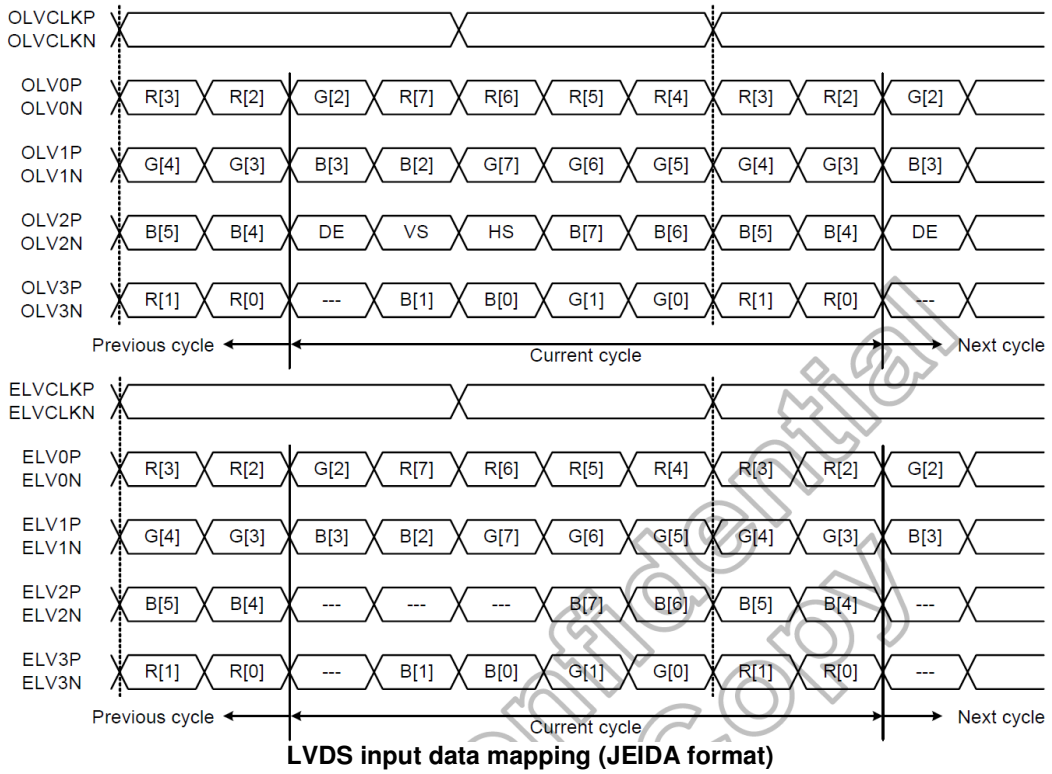 OLVCLKP
OLVCLKN
OLV0P
OLV0N
R[3] R[2] G[2] R[7] R[6] R[5] R[4] R[3] R[2] G[2]
OLV1P
OLV1N
G[4] G[3] B[3] B[2] G[7] G[6] G[5] G[4] G[3] B[3]
OLV2P
OLV2N
B[5] B[4] DE VS HS B[7] B[6] B[5] B[4] DE
OLV3P
OLV3N
R[1] R[0] --- B[1] B[0] G[1] G[0] R[1] R[0] ---
Previous cycle Current cycle Next cycle
ELVCLKP
ELVCLKN
ELV0P
ELV0N
R[3] R[2] G[2] R[7] R[6] R[5] R[4] R[3] R[2] G[2]
ELV1P
ELV1N
G[4] G[3] B[3] B[2] G[7] G[6] G[5] G[4] G[3] B[3]
ELV2P
ELV2N
B[5] B[4] --- --- --- B[7] B[6] B[5] B[4] ---
ELV3P
ELV3N
R[1] R[0] --- B[1] B[0] G[1] G[0] R[1] R[0] ---
Previous cycle Current cycle Next cycle
LVDS input data mapping (JEIDA format)
Copy